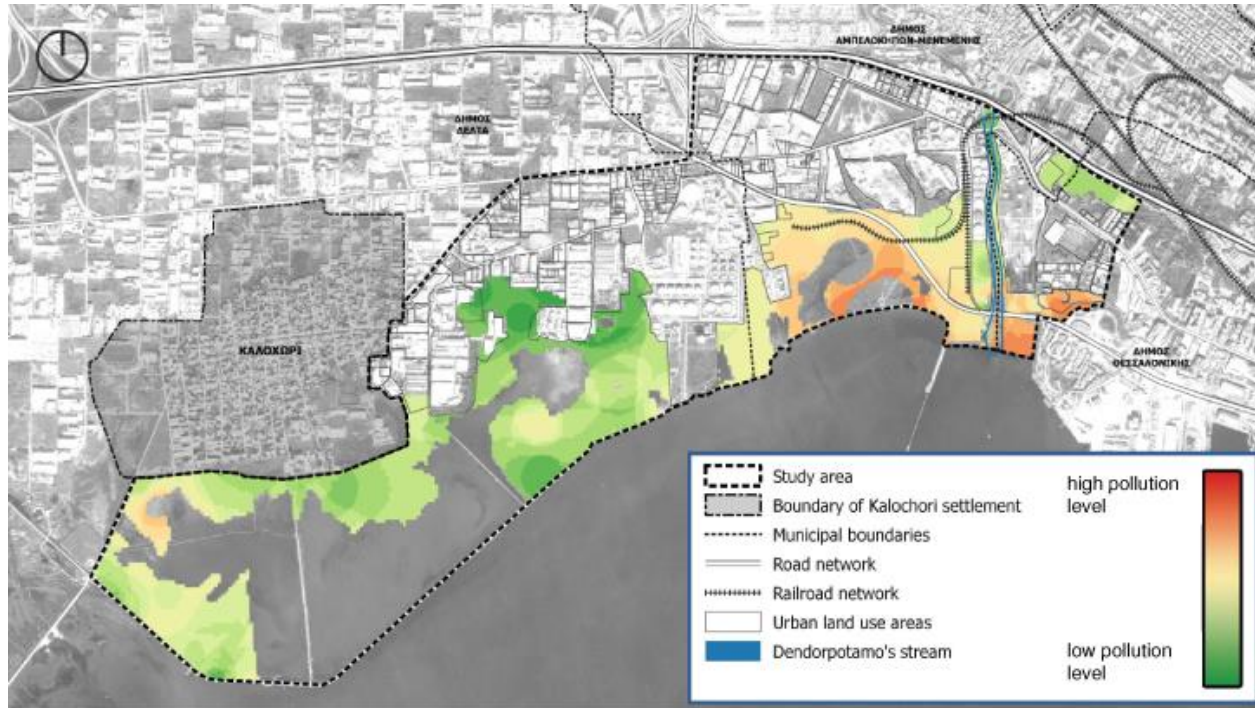 ΔΗΜΟΣ
ΑΜΠΕΛΟΚΗΠΩΝ-ΜΕΝΕΜΕΝΗΣ
ΔΗΜΟΣ
ΔΕΛΤΑ
ΚΑΛΟΧΩΡΙ
ΔΗΜΟΣ
ΘΕΣΣΑΛΟΝΙΚΗΣ
Study area
Boundary of Kalochori settlement
Municipal boundaries
Road network
Railroad network
Urban land use areas
Dendorpotamo's stream
high pollution
level
low pollution
level